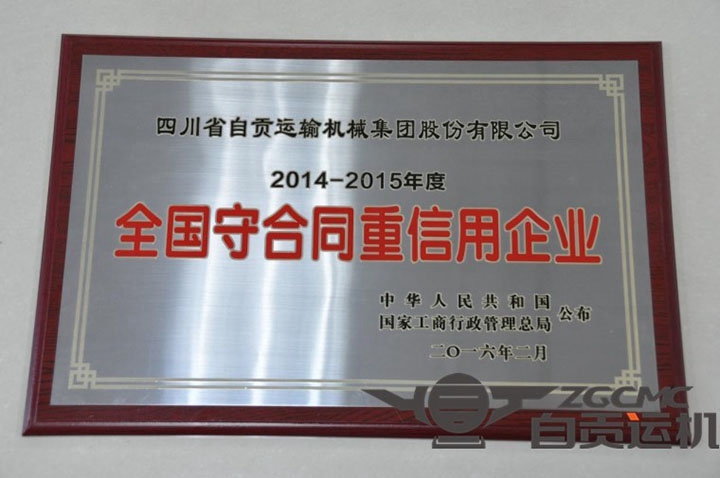 四川省自贡运输机械集团股份有限公司
2014-2015年度
全国守合同重信用企业
中华人民共和国
国家工商行政管理总局
公布
二〇一六年二月
ZGCMC
自贡运机